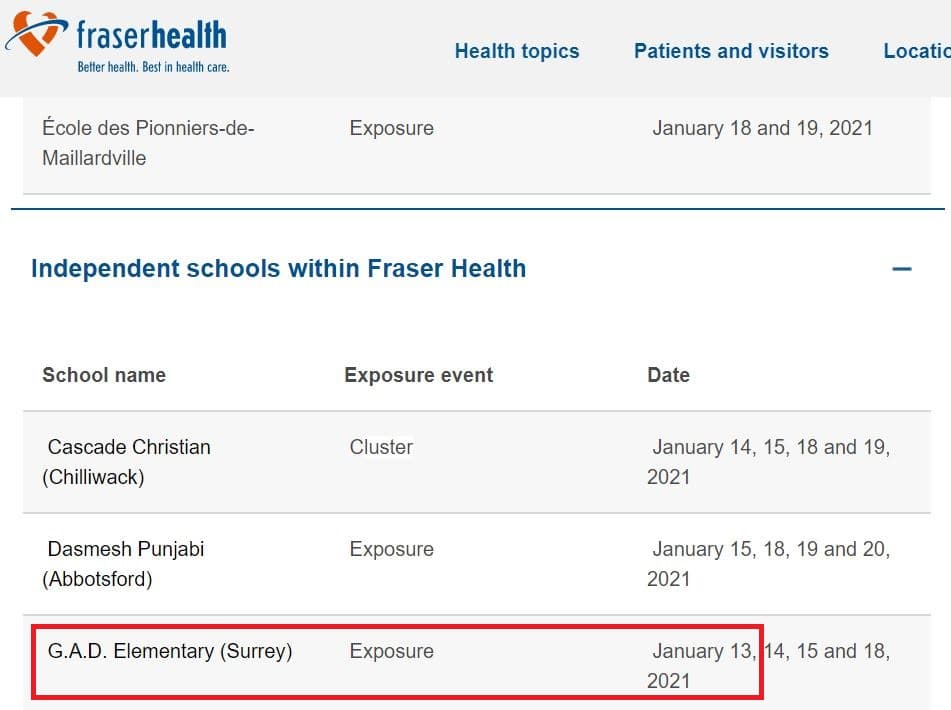 fraserhealth
Better health. Best in health care.
Health topics
Patients and visitors
Locatio
École des Pionniers-de-
Maillardville
Exposure
January 18 and 19, 2021
Independent schools within Fraser Health
School name
Exposure event
Date
Cascade Christian
(Chilliwack)
Cluster
January 14, 15, 18 and 19,
2021
Dasmesh Punjabi
(Abbotsford)
Exposure
January 15, 18, 19 and 20,
2021
G.A.D. Elementary (Surrey)
Exposure
January 13, 14, 15 and 18,
2021